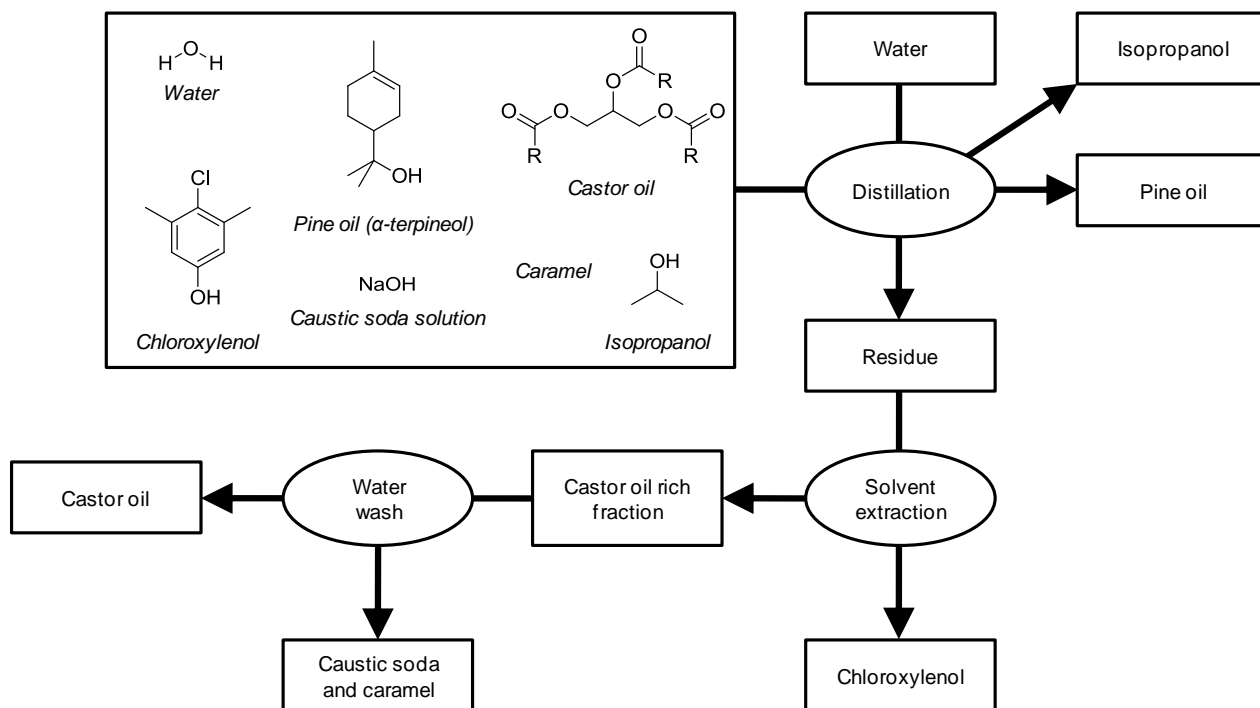 H
O
H
Water
OH
Pine oil (α-terpineol)
O
R
O
O
O
R
O
O
R
Castor oil
Cl
OH
Chloroxylenol
NaOH
Caustic soda solution
Caramel
OH
Isopropanol
Water
Distillation
Isopropanol
Pine oil
Residue
Solvent
extraction
Castor oil rich
fraction
Water
wash
Castor oil
Caustic soda
and caramel
Chloroxylenol